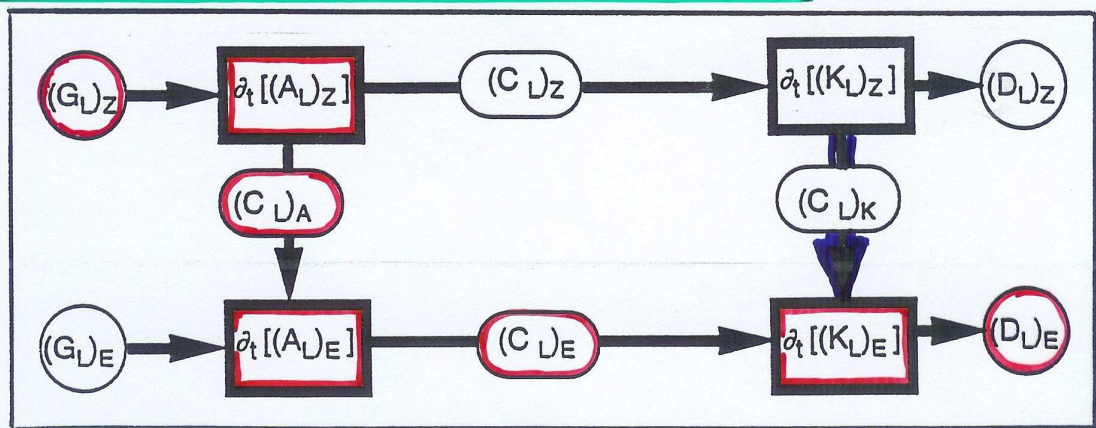 (G_L)_Z ∂_t[(A_L)_Z] (C_L)_Z ∂_t[(K_L)_Z] (D_L)_Z
(C_L)_A (C_L)_K
(G_L)_E ∂_t[(A_L)_E] (C_L)_E ∂_t[(K_L)_E] (D_L)_E